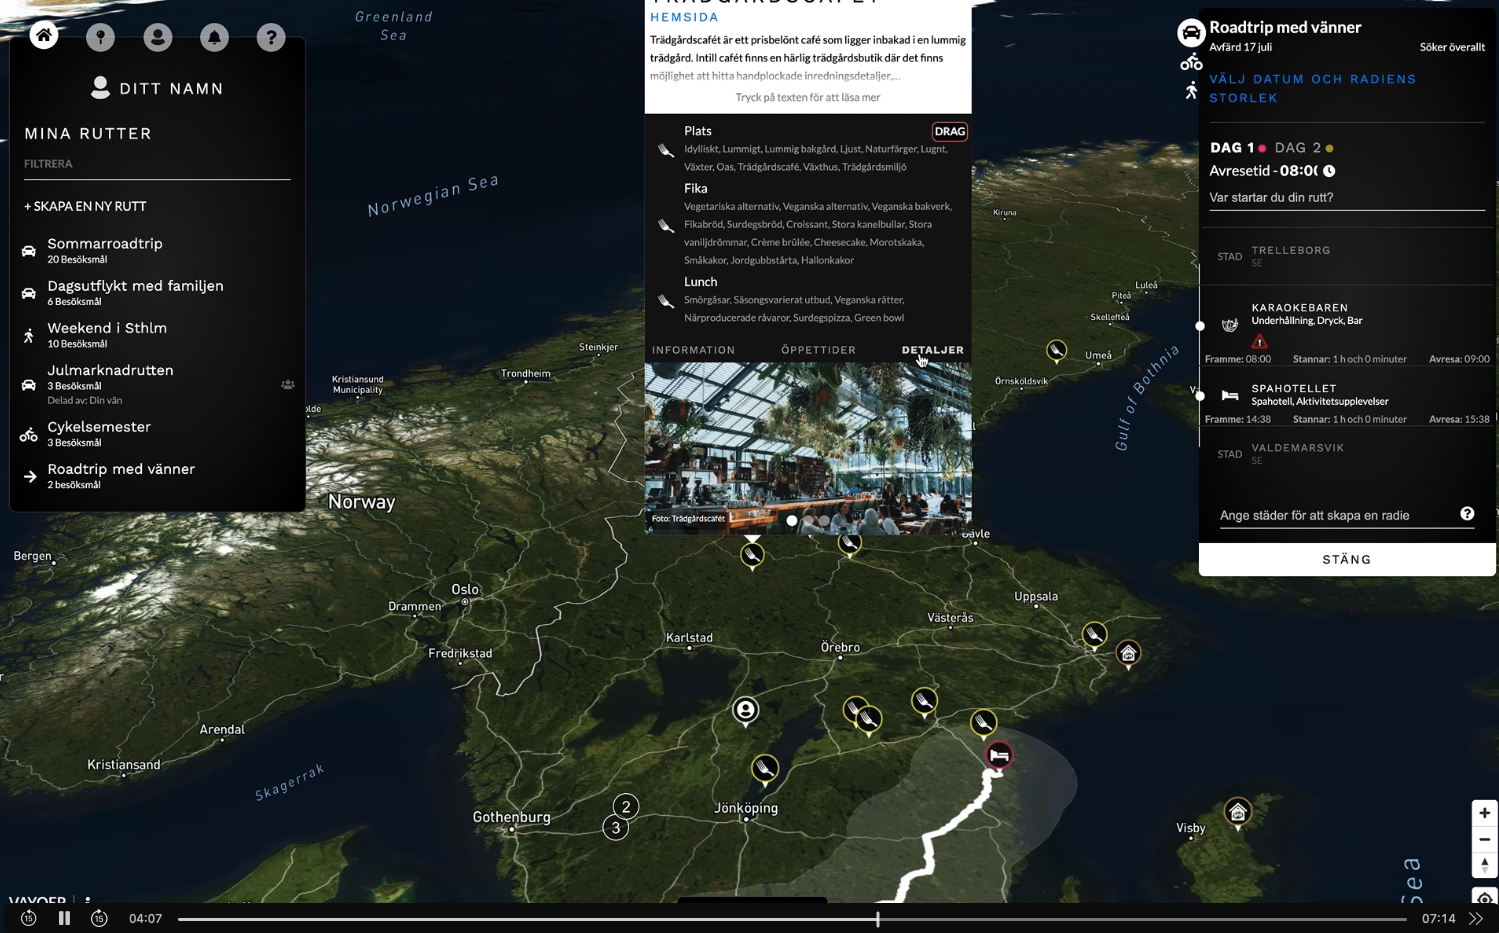 DITT NAMN
MINA RUTTER
FILTRERA
+ SKAPA EN NY RUTT
Sommarroadtrip
20 Besöksmål
Dagsutflykt med familjen
6 Besöksmål
Weekend i Sthlm
10 Besöksmål
Julmarknadrutten
3 Besöksmål
Delad av: Din vän
Cykelsemester
3 Besöksmål
Roadtrip med vänner
2 besöksmål
Greenland
Sea
Norwegian Sea
HEMSIDA
Trädgårdscafét är ett prisbelönt café som ligger inbakad i en lummig
trädgård. Intill cafét finns en härlig trädgårdsbutik där det finns
möjlighet att hitta handplockade inredningsdetaljer,...
Tryck på texten för att läsa mer
Plats
DRAG
Idylliskt, Lummigt, Lummig bakgård, Ljust, Naturfärger, Lugnt,
Växter, Oas, Trädgårdscafé, Växthus, Trädgårdsmiljö
Fika
Vegetariska alternativ, Veganska alternativ, Veganska bakverk,
Fikabröd, Surdegsbröd, Croissant, Stora kanelbullar, Stora
vaniljdrömmar, Crème brûlée, Cheesecake, Morotskaka,
Småkakor, Jordgubbstårta, Hallonkakor
Lunch
Smörgåsar, Säsongsvarierat utbud, Veganska rätter,
Närproducerade råvaror, Surdegspizza, Green bowl
INFORMATION ÖPPETTIDER DETALJER
Foto: Trädgårdscafét
Roadtrip med vänner
Avfärd 17 juli Söker överallt
VÄLJ DATUM OCH RADIENS
STORLEK
DAG 1 DAG 2
Avresetid - 08:0
Var startar du din rutt?
STAD TRELLEBORG
SE
KARAOKEBAREN
Underhållning, Dryck, Bar
Framme: 08:00 Stannar: 1 h och 0 minuter Avresa: 09:00
SPAHOTELLET
Spahotell, Aktivitetsupplevelser
Framme: 14:38 Stannar: 1 h och 0 minuter Avresa: 15:38
STAD VALDEMARSVIK
SE
Ange städer för att skapa en radie
STÄNG
Kiruna
Luleå
Piteå
Skellefteå
Umeå
Örnsköldsvik
Gulf of Bothnia
Steinkjer
Trondheim
Kristiansund
Municipality
Norway
Bergen
Oslo
Drammen
Fredrikstad
Karlstad
Örebro
Västerås
Uppsala
Arendal
Kristiansand
Skagerrak
Gothenburg
2
3
Jönköping
Visby
Sea
15 15 04:07 07:14